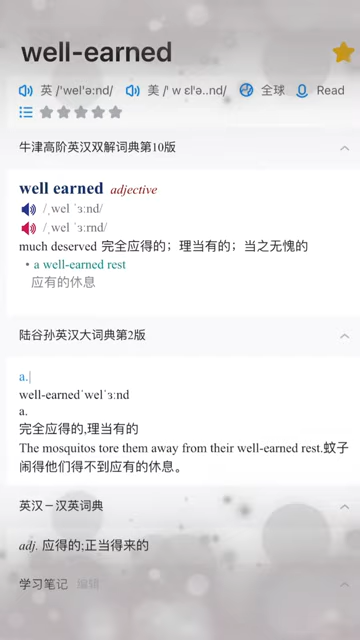 well-earned
英 /'wel'ə:nd/ 美 /' w ɛl'ə..nd/ 全球 Read
牛津高阶英汉双解词典第10版
well earned adjective
/ˌwel ˈɜːnd/
/ˌwel ˈɜːrnd/
much deserved 完全应得的；理当有的；当之无愧的
• a well-earned rest
应有的休息
陆谷孙英汉大词典第2版
a.
well-earnedˈwelˈɜ:nd
a.
完全应得的,理当有的
The mosquitos tore them away from their well-earned rest.蚊子
闹得他们得不到应有的休息。
英汉－汉英词典
adj. 应得的;正当得来的
学习笔记 编辑